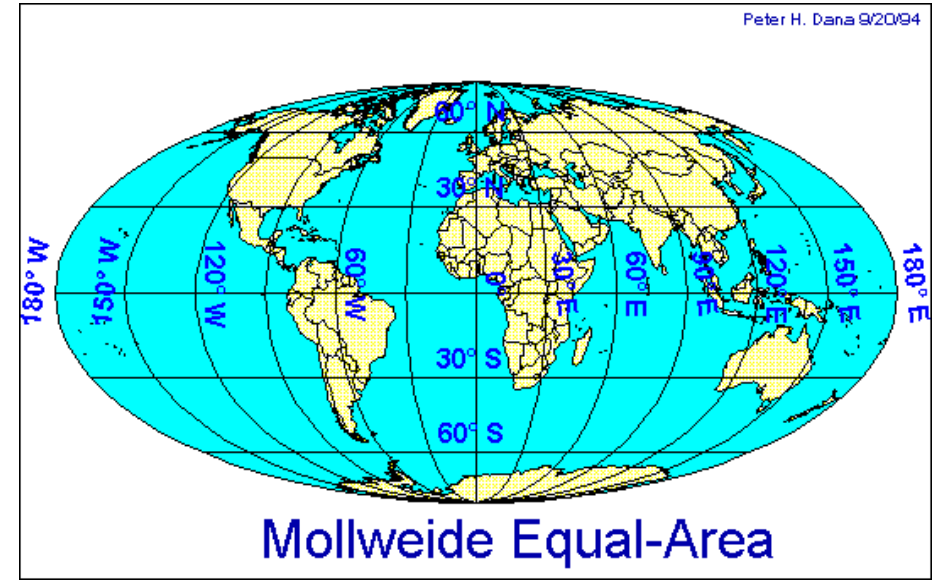 Peter H. Dana 9/20/94
60° N
30° N
180° W
150° W
120° W
60° W
0°
30° E
60° E
90° E
120° E
150° E
180° E
30° S
60° S
Mollweide Equal-Area